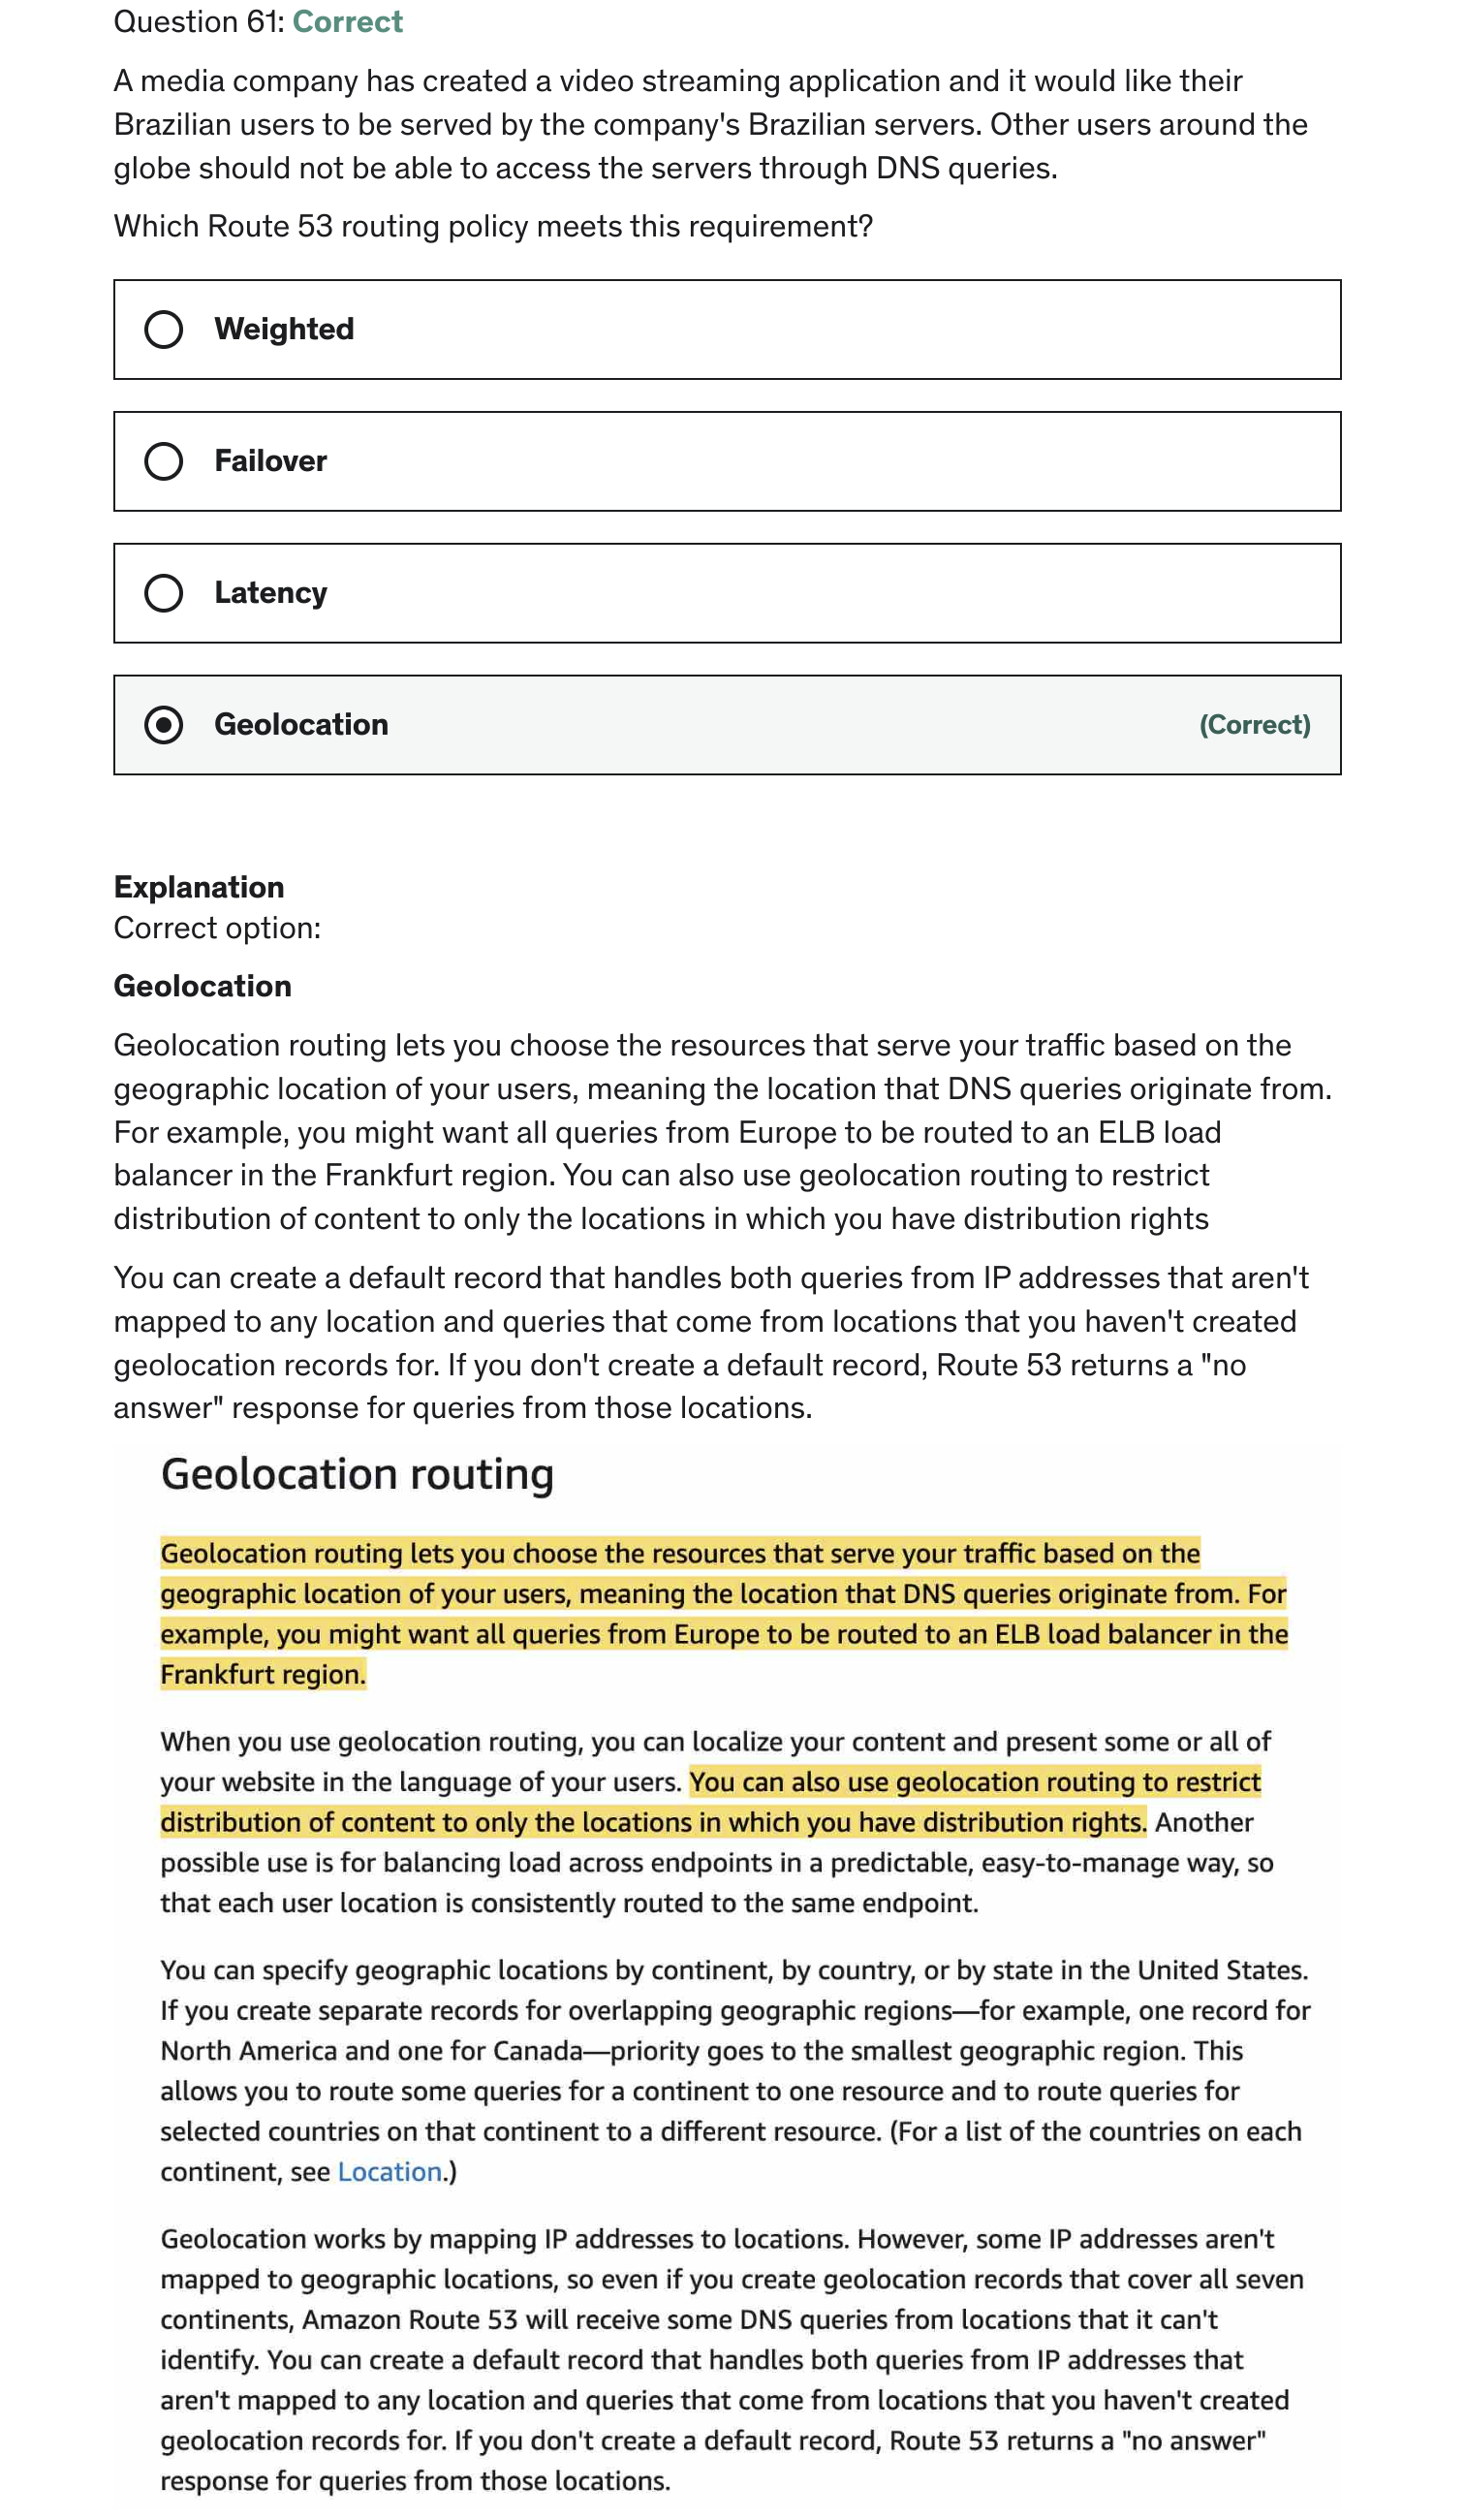 Question 61: Correct
A media company has created a video streaming application and it would like their
Brazilian users to be served by the company's Brazilian servers. Other users around the
globe should not be able to access the servers through DNS queries.
Which Route 53 routing policy meets this requirement?
Weighted
Failover
Latency
Geolocation (Correct)
Explanation
Correct option:
Geolocation
Geolocation routing lets you choose the resources that serve your traffic based on the
geographic location of your users, meaning the location that DNS queries originate from.
For example, you might want all queries from Europe to be routed to an ELB load
balancer in the Frankfurt region. You can also use geolocation routing to restrict
distribution of content to only the locations in which you have distribution rights
You can create a default record that handles both queries from IP addresses that aren't
mapped to any location and queries that come from locations that you haven't created
geolocation records for. If you don't create a default record, Route 53 returns a "no
answer" response for queries from those locations.
Geolocation routing
Geolocation routing lets you choose the resources that serve your traffic based on the
geographic location of your users, meaning the location that DNS queries originate from. For
example, you might want all queries from Europe to be routed to an ELB load balancer in the
Frankfurt region.
When you use geolocation routing, you can localize your content and present some or all of
your website in the language of your users. You can also use geolocation routing to restrict
distribution of content to only the locations in which you have distribution rights. Another
possible use is for balancing load across endpoints in a predictable, easy-to-manage way, so
that each user location is consistently routed to the same endpoint.
You can specify geographic locations by continent, by country, or by state in the United States.
If you create separate records for overlapping geographic regions—for example, one record for
North America and one for Canada—priority goes to the smallest geographic region. This
allows you to route some queries for a continent to one resource and to route queries for
selected countries on that continent to a different resource. (For a list of the countries on each
continent, see Location.)
Geolocation works by mapping IP addresses to locations. However, some IP addresses aren't
mapped to geographic locations, so even if you create geolocation records that cover all seven
continents, Amazon Route 53 will receive some DNS queries from locations that it can't
identify. You can create a default record that handles both queries from IP addresses that
aren't mapped to any location and queries that come from locations that you haven't created
geolocation records for. If you don't create a default record, Route 53 returns a "no answer"
response for queries from those locations.